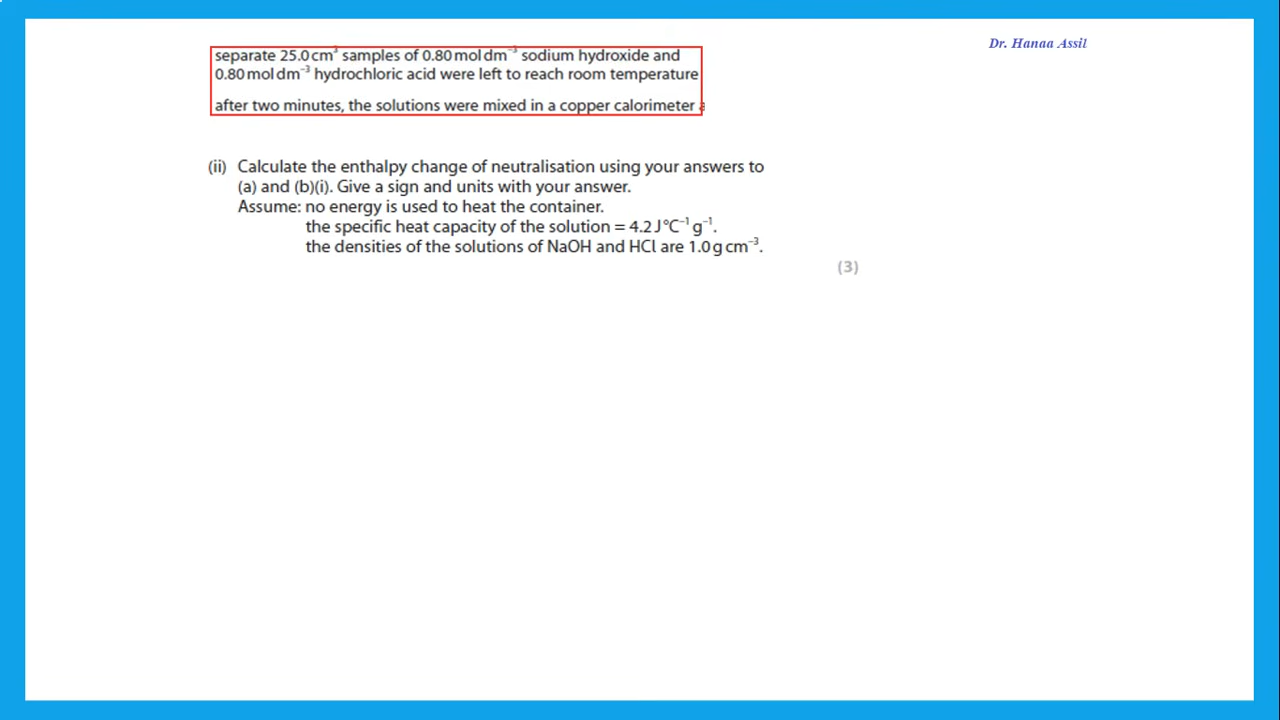 Dr. Hanaa Assil
separate 25.0 cm³ samples of 0.80 mol dm⁻³ sodium hydroxide and
0.80 mol dm⁻³ hydrochloric acid were left to reach room temperature
after two minutes, the solutions were mixed in a copper calorimeter
(ii) Calculate the enthalpy change of neutralisation using your answers to
(a) and (b)(i). Give a sign and units with your answer.
Assume: no energy is used to heat the container.
the specific heat capacity of the solution = 4.2 J °C⁻¹ g⁻¹.
the densities of the solutions of NaOH and HCl are 1.0 g cm⁻³.
(3)